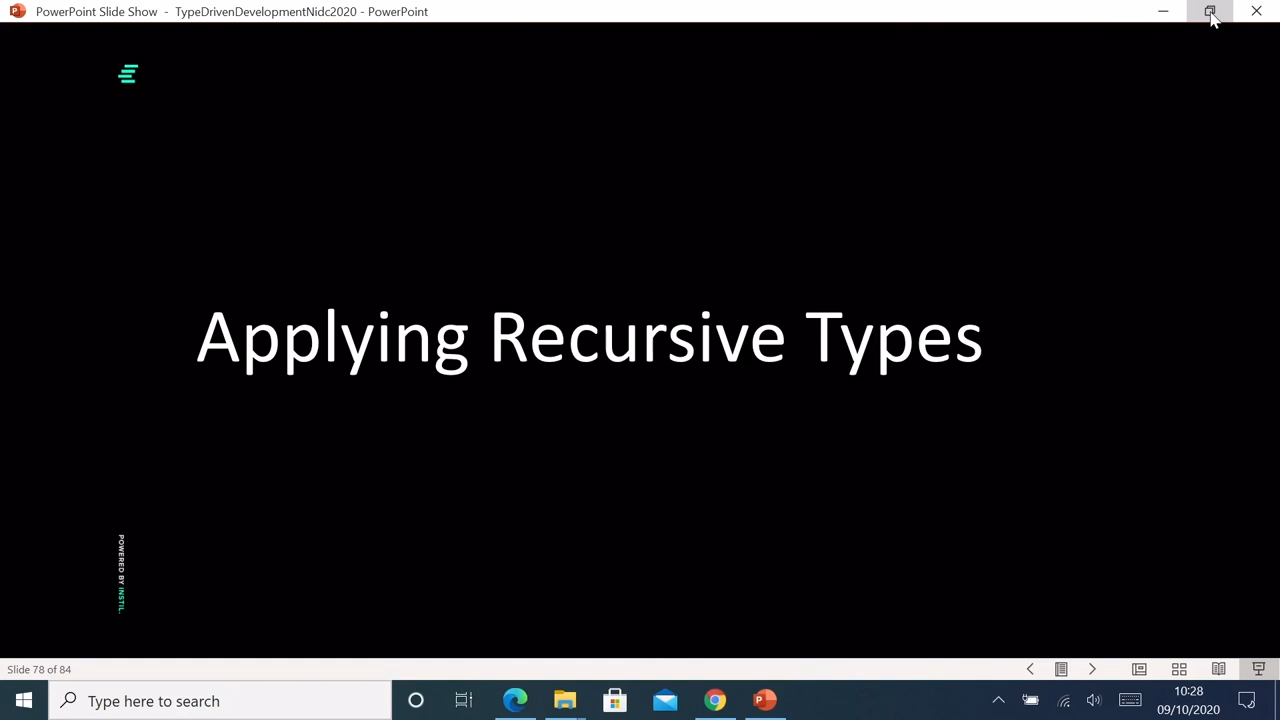 PowerPoint Slide Show - TypeDrivenDevelopmentNidc2020 - PowerPoint
Applying Recursive Types
POWERED BY INSTIL.
Slide 78 of 84
Type here to search
10:28
09/10/2020